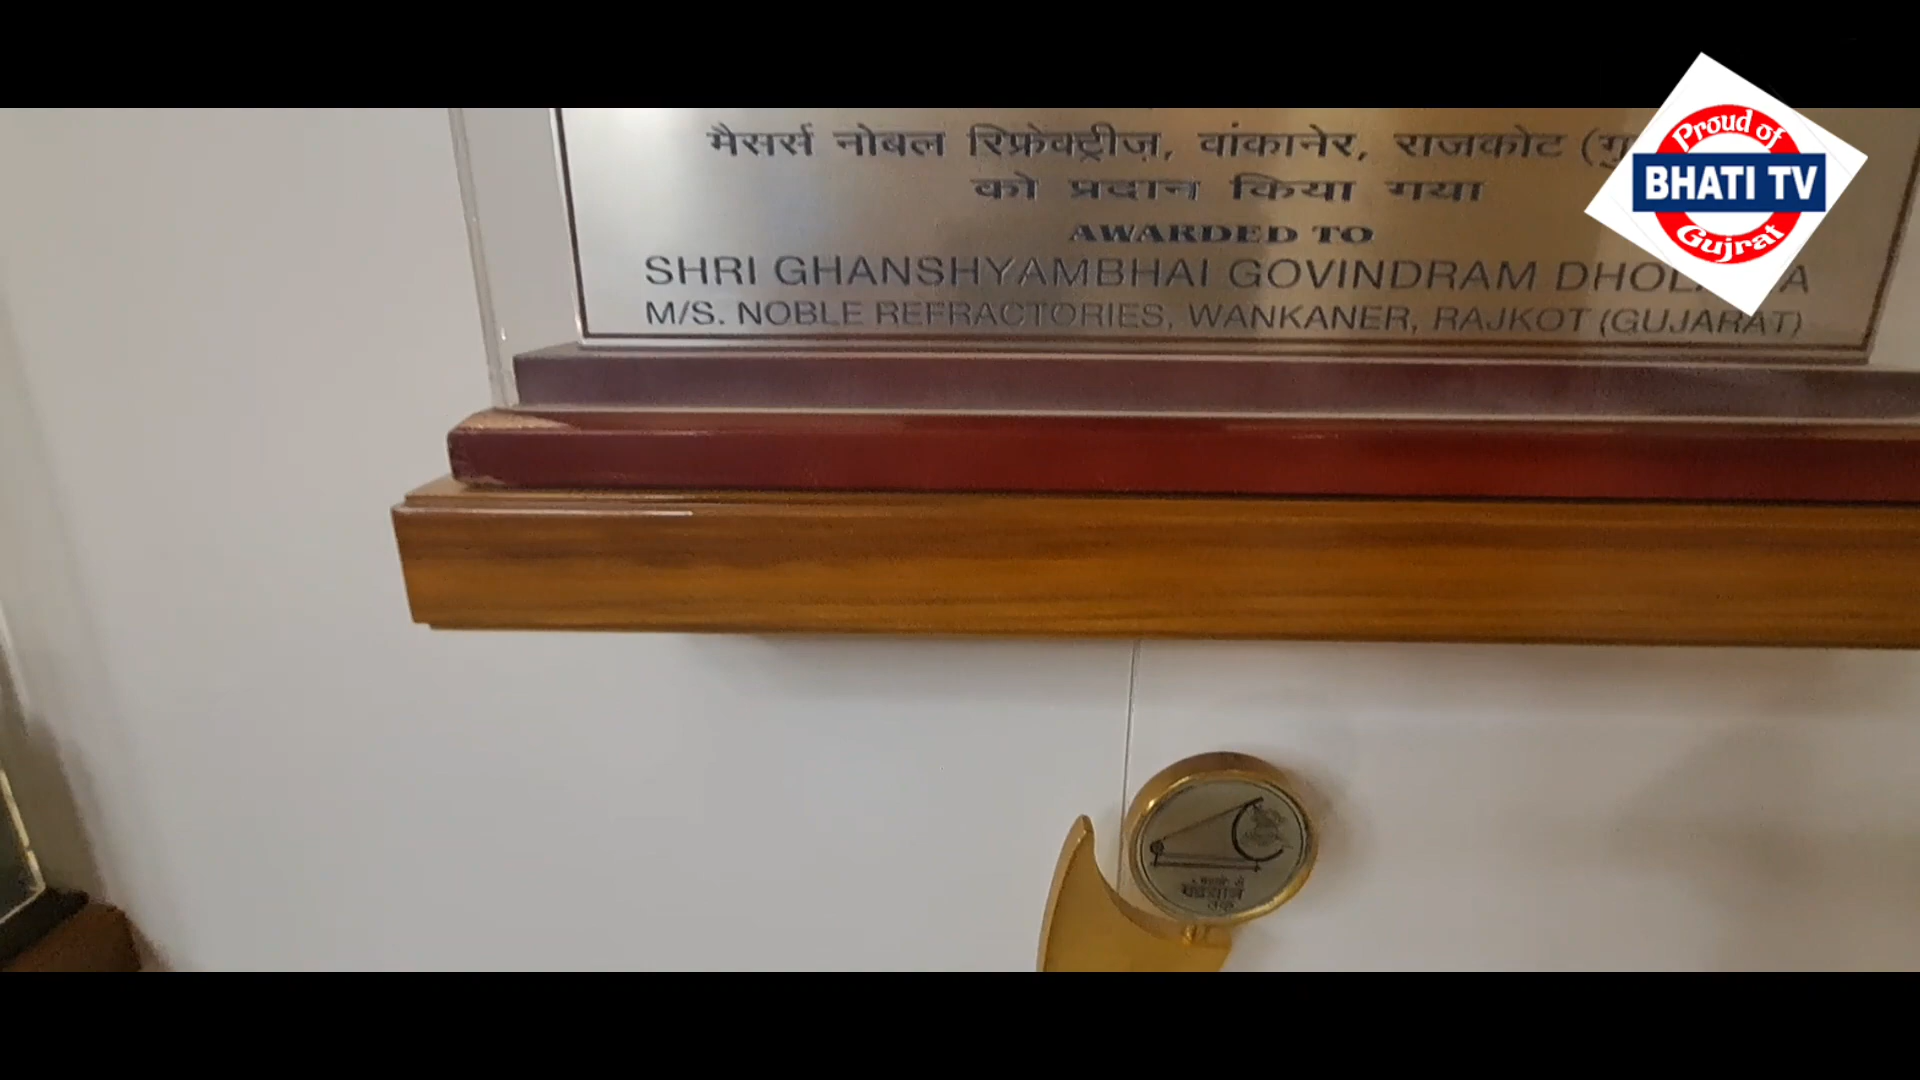 मैसर्स नोबल रिफ्रेक्ट्रीज़, वांकानेर, राजकोट
को प्रदान किया गया
AWARDED TO
SHRI GHANSHYAMBHAI GOVINDRAM
M/S. NOBLE REFRACTORIES, WANKANER, RAJKOT (GUJARAT)
Proud of
BHATI TV
Gujrat